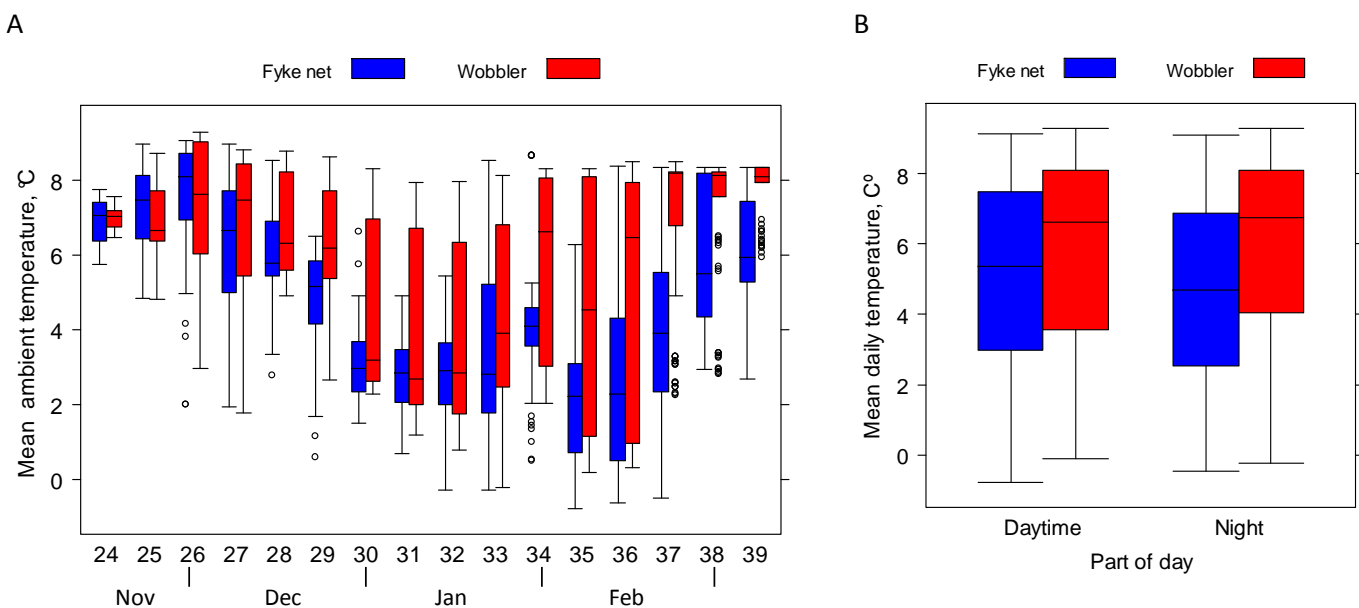 A
Fyke net Wobbler
Mean ambient temperature, °C
8
6
4
2
0
24 25 26 27 28 29 30 31 32 33 34 35 36 37 38 39
Nov Dec Jan Feb
B
Fyke net Wobbler
Mean daily temperature, C°
8
6
4
2
0
Daytime Night
Part of day